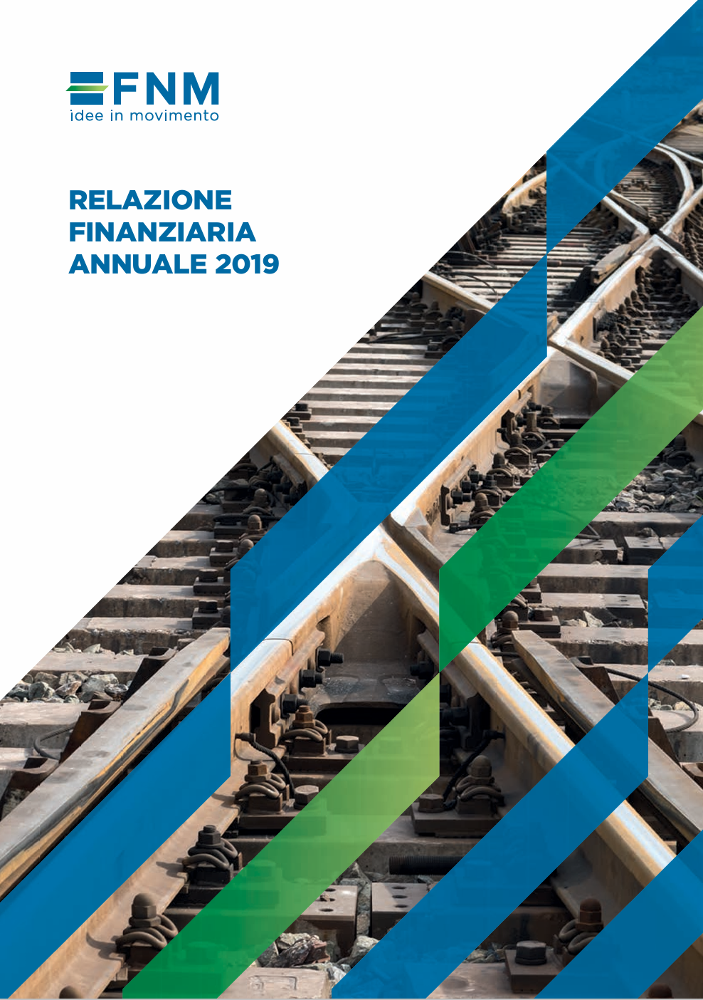 FNM
idee in movimento
RELAZIONE
FINANZIARIA
ANNUALE 2019